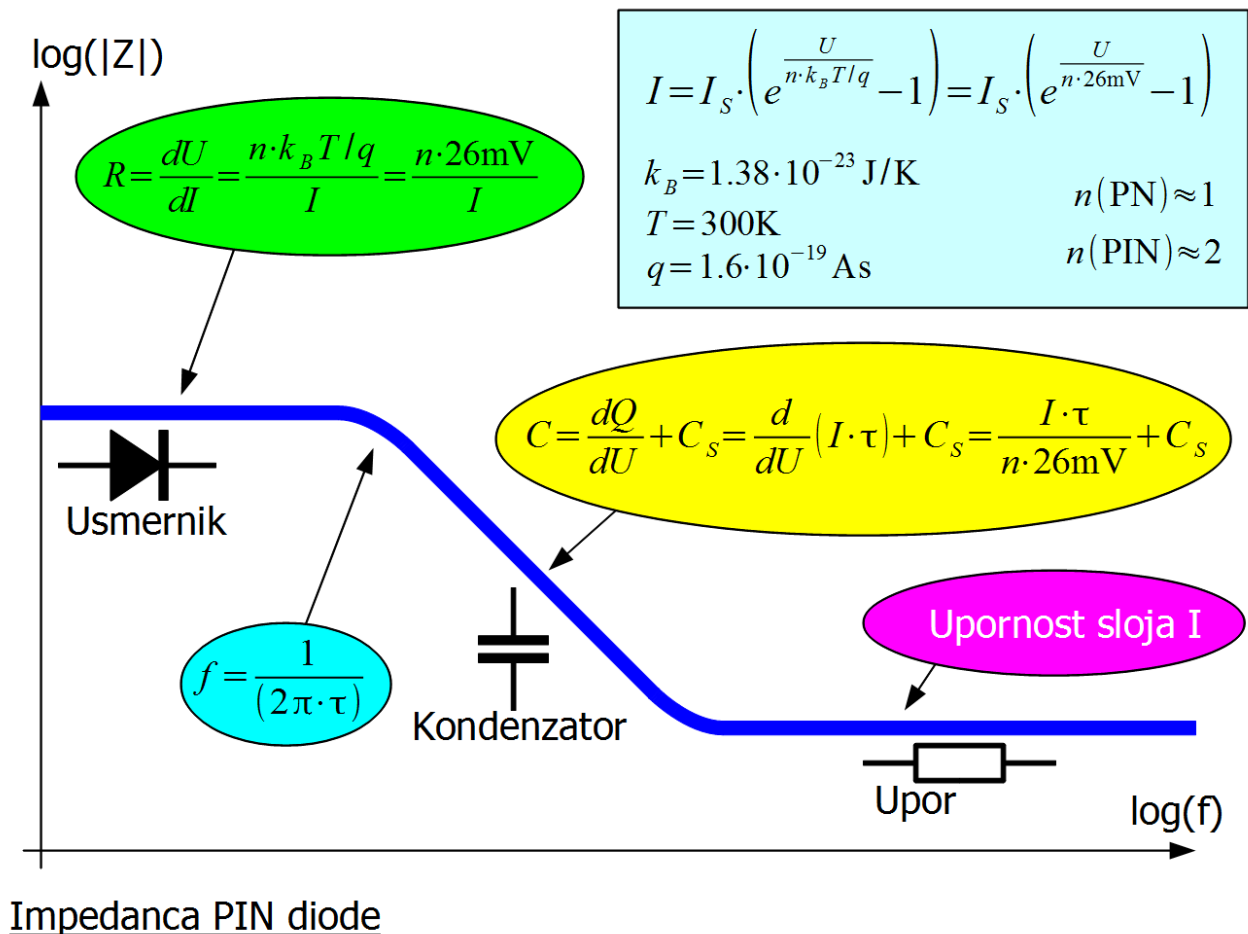 log(|Z|)
I = I_S·(e^(U/(n·k_B T/q)) − 1) = I_S·(e^(U/(n·26mV)) − 1)
k_B = 1.38·10^−23 J/K
T = 300K
q = 1.6·10^−19 As
n(PN) ≈ 1
n(PIN) ≈ 2
R = dU/dI = (n·k_B T/q)/I = (n·26mV)/I
C = dQ/dU + C_S = d/dU (I·τ) + C_S = (I·τ)/(n·26mV) + C_S
Usmernik
f = 1/(2π·τ)
Kondenzator
Upornost sloja I
Upor
log(f)
Impedanca PIN diode